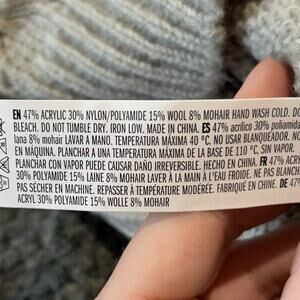 EN 47% ACRYLIC 30% NYLON/POLYAMIDE 15% WOOL 8% MOHAIR HAND WASH COLD. DO
BLEACH. DO NOT TUMBLE DRY. IRON LOW. MADE IN CHINA. ES 47% acrílico 30% poliamida
lana 8% mohair LAVAR A MANO. TEMPERATURA MÁXIMA 40 °C. NO USAR BLANQUEADOR. NO
EN MÁQUINA. PLANCHAR A UNA TEMPERATURA MÁXIMA DE LA BASE DE 110 °C, SIN VAPOR.
PLANCHAR CON VAPOR PUEDE CAUSAR DAÑO IRREVERSIBLE. HECHO EN CHINA. FR 47% ACRY
30% POLYAMIDE 15% LAINE 8% MOHAIR LAVER À LA MAIN À L'EAU FROIDE. NE PAS BLANCH
PAS SÉCHER EN MACHINE. REPASSER À TEMPÉRATURE MODÉRÉE. FABRIQUÉ EN CHINE. DE 47%
ACRYL 30% POLYAMIDE 15% WOLLE 8% MOHAIR